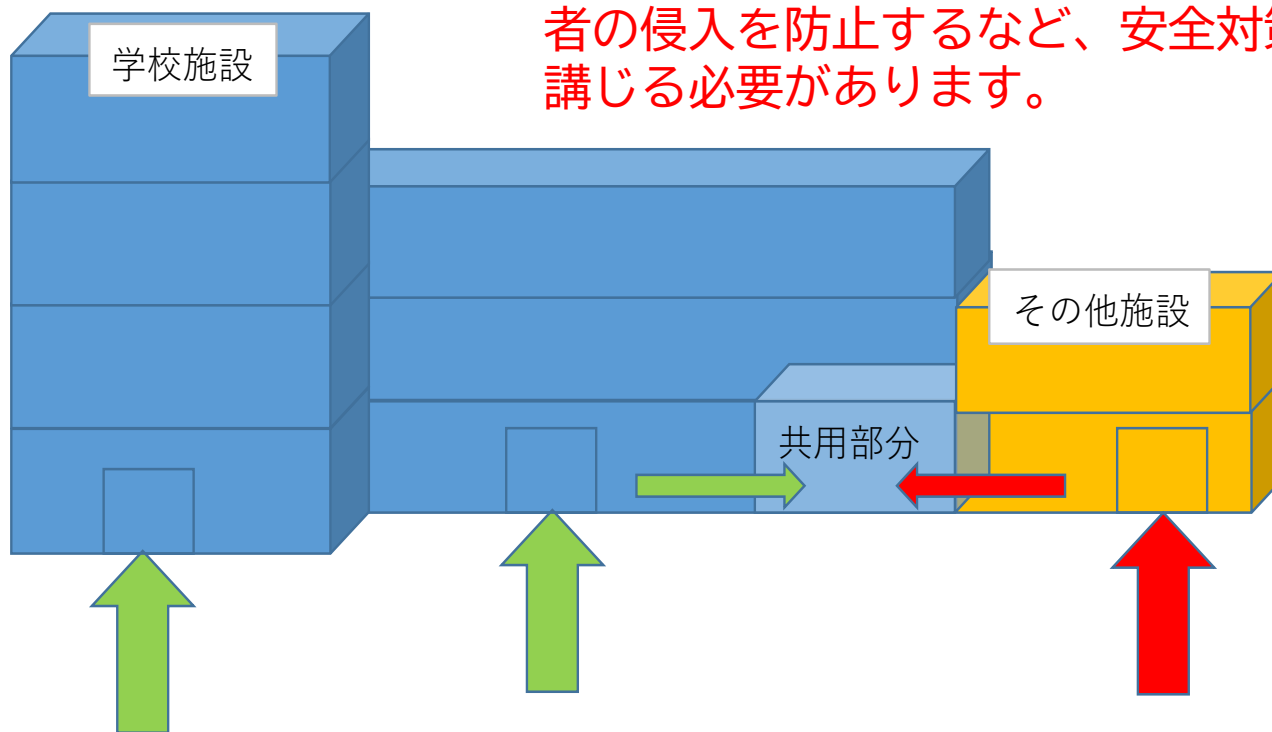 者の侵入を防止するなど、安全対策
講じる必要があります。
学校施設
その他施設
共用部分